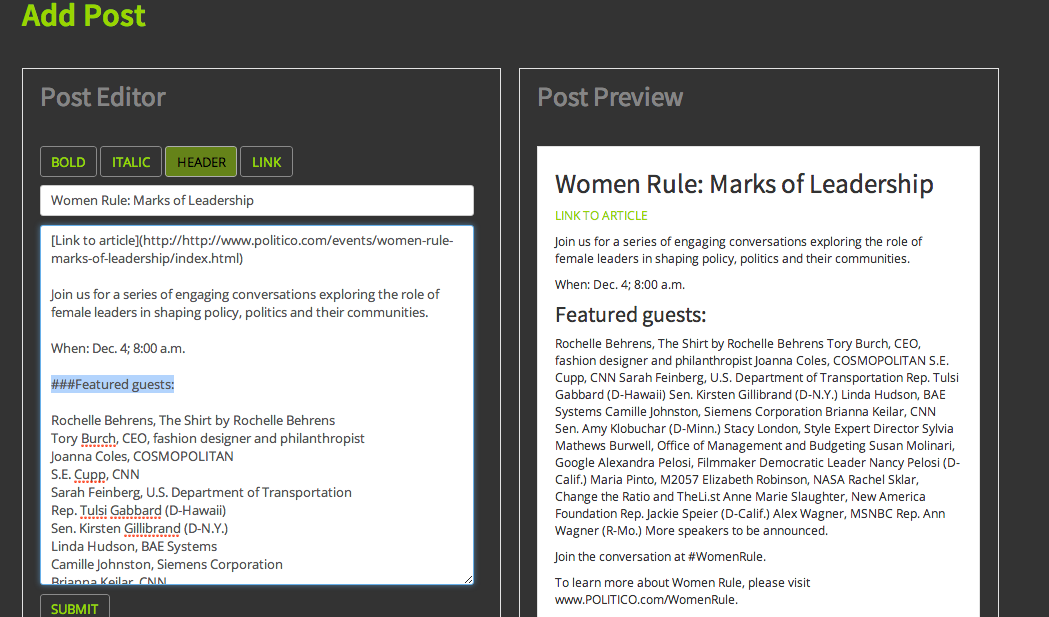 Add Post
Post Editor
BOLD ITALIC HEADER LINK
Women Rule: Marks of Leadership
[Link to article](http://http://www.politico.com/events/women-rule-
marks-of-leadership/index.html)
Join us for a series of engaging conversations exploring the role of
female leaders in shaping policy, politics and their communities.
When: Dec. 4; 8:00 a.m.
###Featured guests:
Rochelle Behrens, The Shirt by Rochelle Behrens
Tory Burch, CEO, fashion designer and philanthropist
Joanna Coles, COSMOPOLITAN
S.E. Cupp, CNN
Sarah Feinberg, U.S. Department of Transportation
Rep. Tulsi Gabbard (D-Hawaii)
Sen. Kirsten Gillibrand (D-N.Y.)
Linda Hudson, BAE Systems
Camille Johnston, Siemens Corporation
Brianna Keilar, CNN
SUBMIT
Post Preview
Women Rule: Marks of Leadership
LINK TO ARTICLE
Join us for a series of engaging conversations exploring the role of
female leaders in shaping policy, politics and their communities.
When: Dec. 4; 8:00 a.m.
Featured guests:
Rochelle Behrens, The Shirt by Rochelle Behrens Tory Burch, CEO,
fashion designer and philanthropist Joanna Coles, COSMOPOLITAN S.E.
Cupp, CNN Sarah Feinberg, U.S. Department of Transportation Rep. Tulsi
Gabbard (D-Hawaii) Sen. Kirsten Gillibrand (D-N.Y.) Linda Hudson, BAE
Systems Camille Johnston, Siemens Corporation Brianna Keilar, CNN
Sen. Amy Klobuchar (D-Minn.) Stacy London, Style Expert Director Sylvia
Mathews Burwell, Office of Management and Budgeting Susan Molinari,
Google Alexandra Pelosi, Filmmaker Democratic Leader Nancy Pelosi (D-
Calif.) Maria Pinto, M2057 Elizabeth Robinson, NASA Rachel Sklar,
Change the Ratio and TheLi.st Anne Marie Slaughter, New America
Foundation Rep. Jackie Speier (D-Calif.) Alex Wagner, MSNBC Rep. Ann
Wagner (R-Mo.) More speakers to be announced.
Join the conversation at #WomenRule.
To learn more about Women Rule, please visit
www.POLITICO.com/WomenRule.